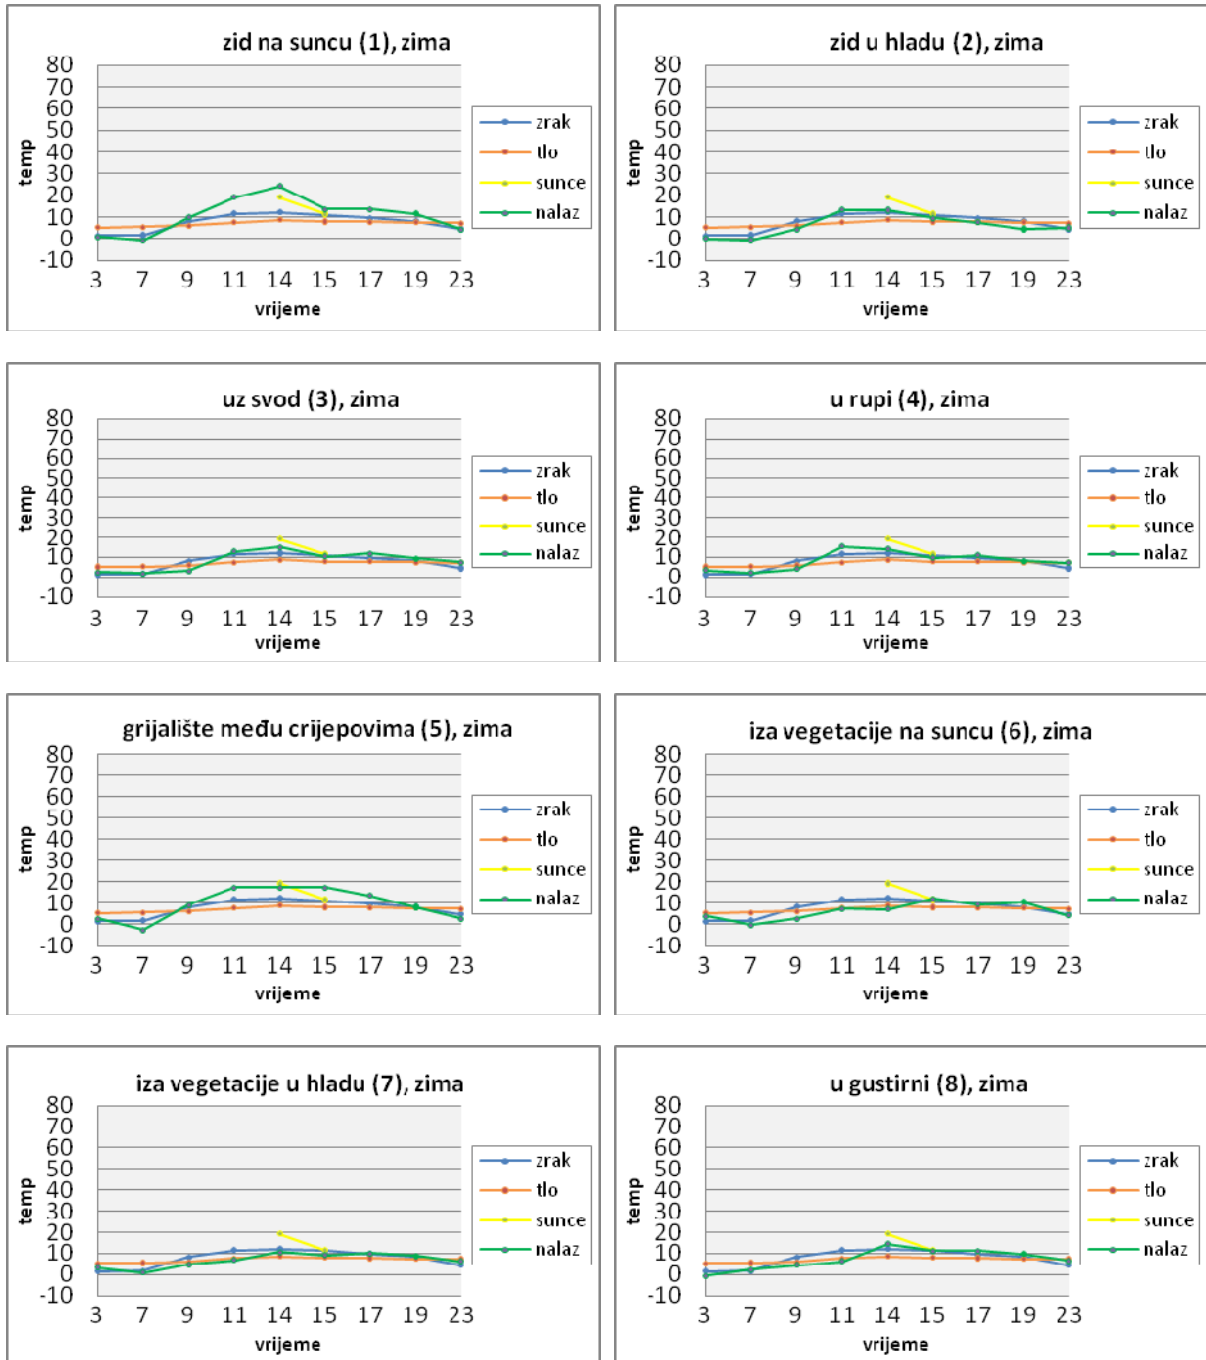 zid na suncu (1), zima
80
70
60
50
40
30
20
10
0
-10
temp
3 7 9 11 14 15 17 19 23
vrijeme
zrak
tlo
sunce
nalaz
zid u hladu (2), zima
80
70
60
50
40
30
20
10
0
-10
temp
3 7 9 11 14 15 17 19 23
vrijeme
zrak
tlo
sunce
nalaz
uz svod (3), zima
80
70
60
50
40
30
20
10
0
-10
temp
3 7 9 11 14 15 17 19 23
vrijeme
zrak
tlo
sunce
nalaz
u rupi (4), zima
80
70
60
50
40
30
20
10
0
-10
temp
3 7 9 11 14 15 17 19 23
vrijeme
zrak
tlo
sunce
nalaz
grijalište među crijepovima (5), zima
80
70
60
50
40
30
20
10
0
-10
temp
3 7 9 11 14 15 17 19 23
vrijeme
zrak
tlo
sunce
nalaz
iza vegetacije na suncu (6), zima
80
70
60
50
40
30
20
10
0
-10
temp
3 7 9 11 14 15 17 19 23
vrijeme
zrak
tlo
sunce
nalaz
iza vegetacije u hladu (7), zima
80
70
60
50
40
30
20
10
0
-10
temp
3 7 9 11 14 15 17 19 23
vrijeme
zrak
tlo
sunce
nalaz
u gustirni (8), zima
80
70
60
50
40
30
20
10
0
-10
temp
3 7 9 11 14 15 17 19 23
vrijeme
zrak
tlo
sunce
nalaz